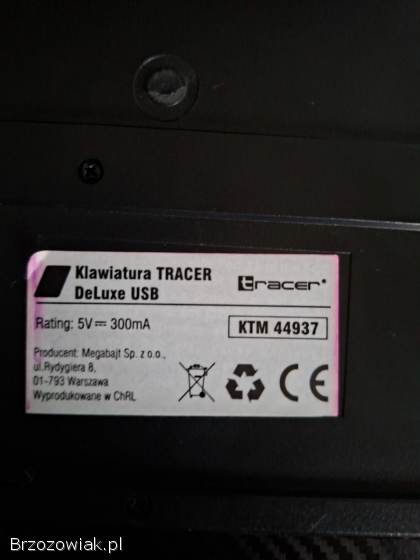 Klawiatura TRACER
DeLuxe USB
tracer®
Rating: 5V⎓300mA
KTM 44937
Producent: Megabajt Sp. z o.o.,
ul.Rydygiera 8,
01-793 Warszawa
Wyprodukowane w ChRL
CE
Brzozowiak.pl